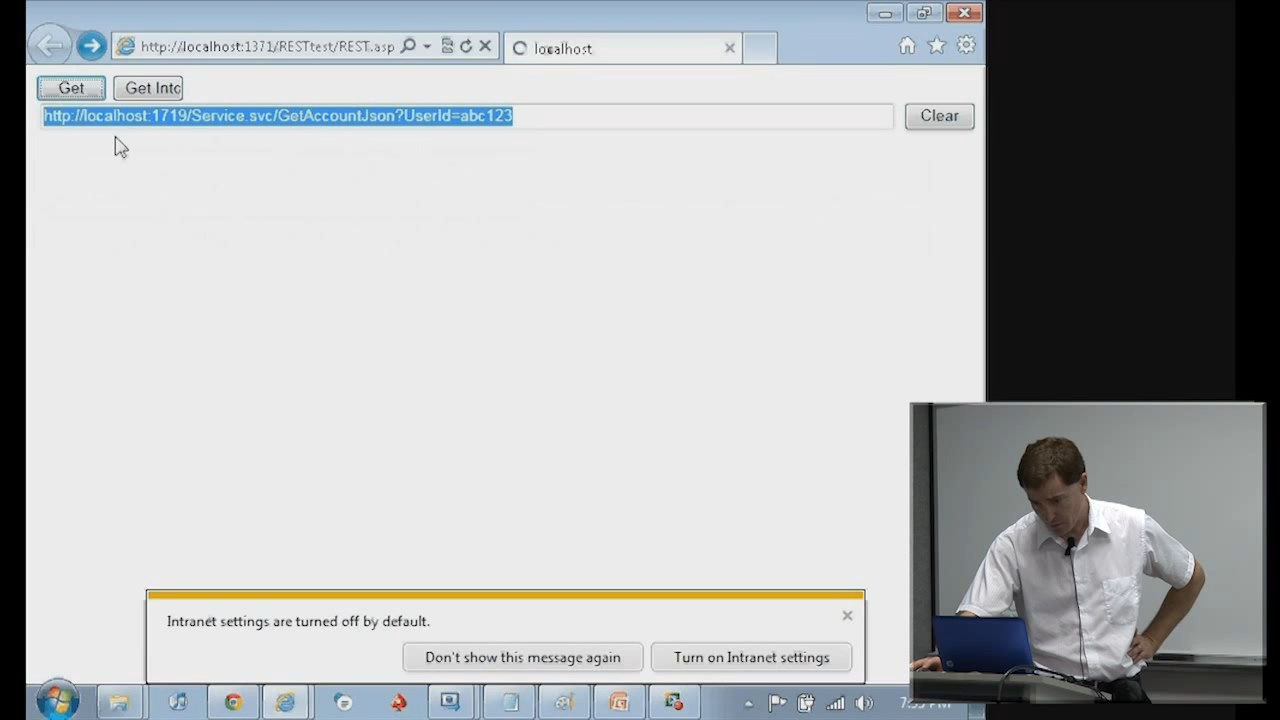 http://localhost:1371/RESTtest/REST.asp
localhost
Get
Get Into
http://localhost:1719/Service.svc/GetAccountJson?UserId=abc123
Clear
Intranet settings are turned off by default.
Don't show this message again
Turn on Intranet settings